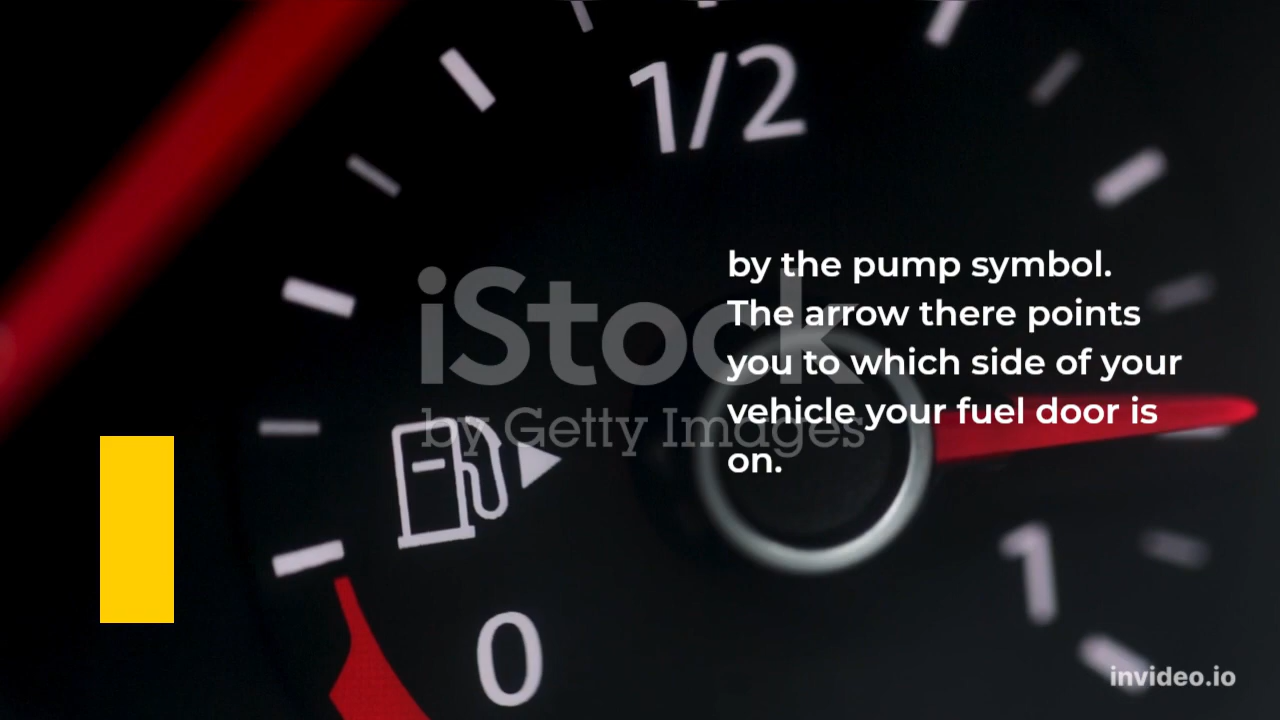 1/2
by the pump symbol.
The arrow there points
you to which side of your
vehicle your fuel door is
on.
iStock
by Getty Images
1
0
invideo.io